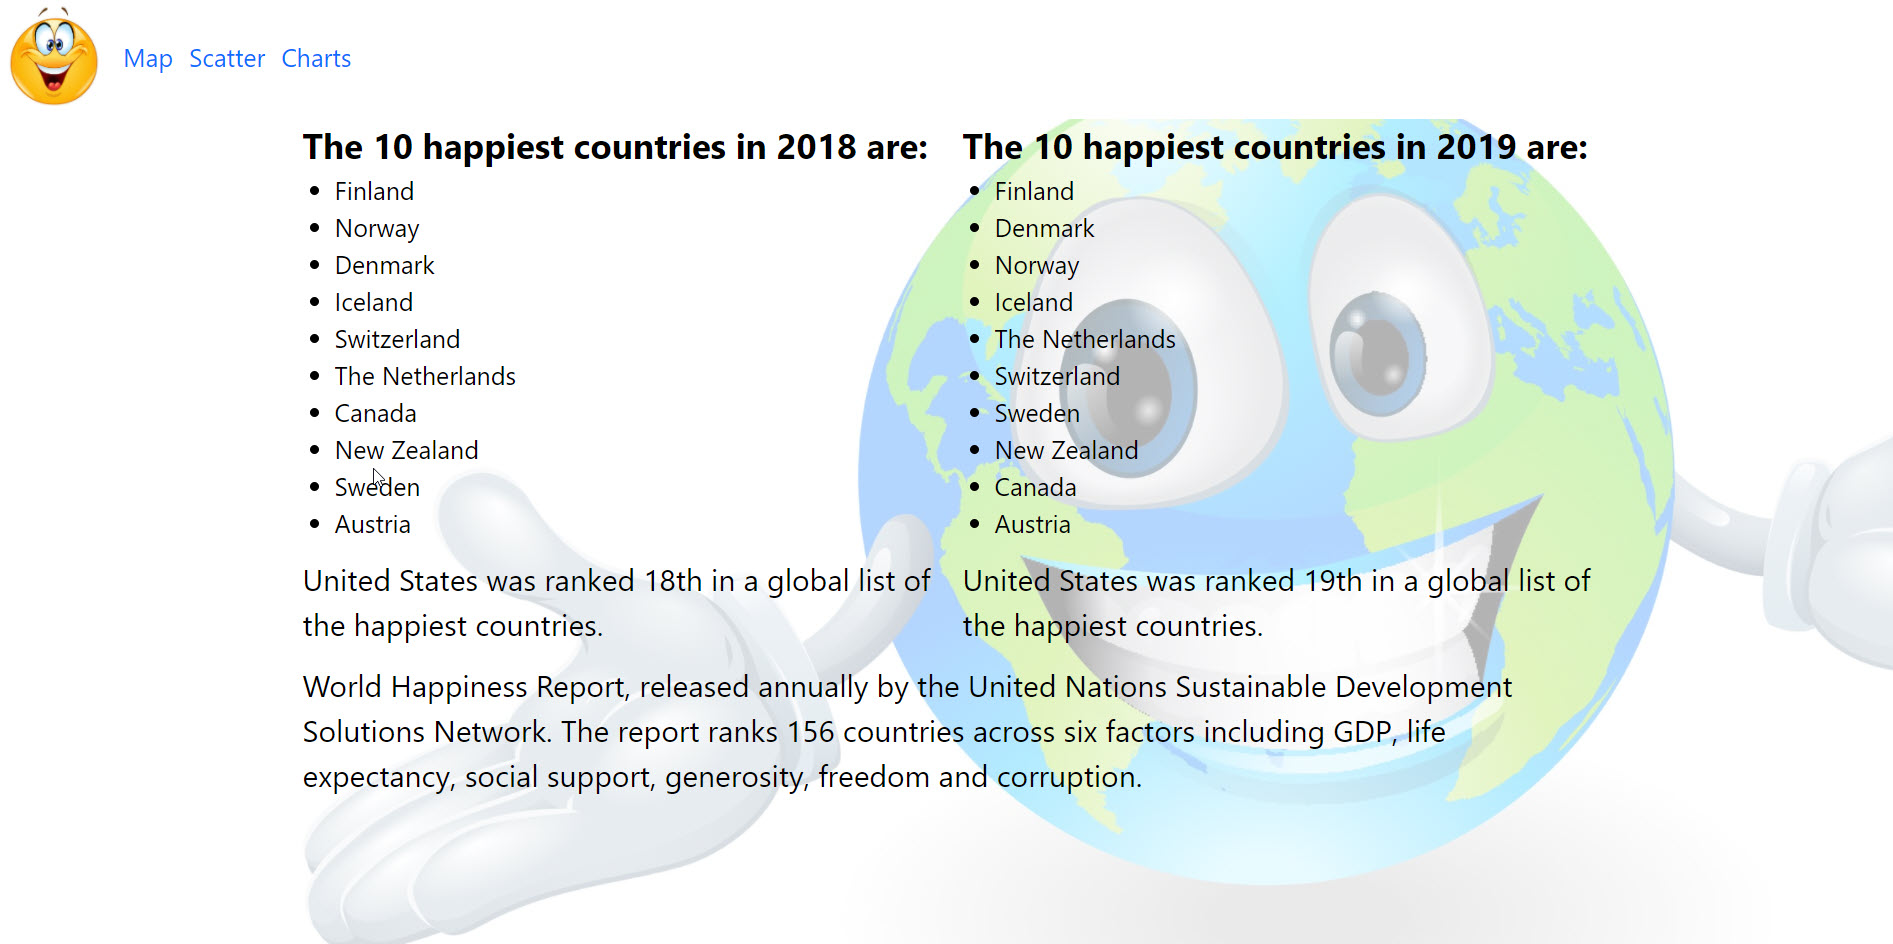 Map Scatter Charts
The 10 happiest countries in 2018 are:
• Finland
• Norway
• Denmark
• Iceland
• Switzerland
• The Netherlands
• Canada
• New Zealand
• Sweden
• Austria
United States was ranked 18th in a global list of
the happiest countries.
The 10 happiest countries in 2019 are:
• Finland
• Denmark
• Norway
• Iceland
• The Netherlands
• Switzerland
• Sweden
• New Zealand
• Canada
• Austria
United States was ranked 19th in a global list of
the happiest countries.
World Happiness Report, released annually by the United Nations Sustainable Development
Solutions Network. The report ranks 156 countries across six factors including GDP, life
expectancy, social support, generosity, freedom and corruption.